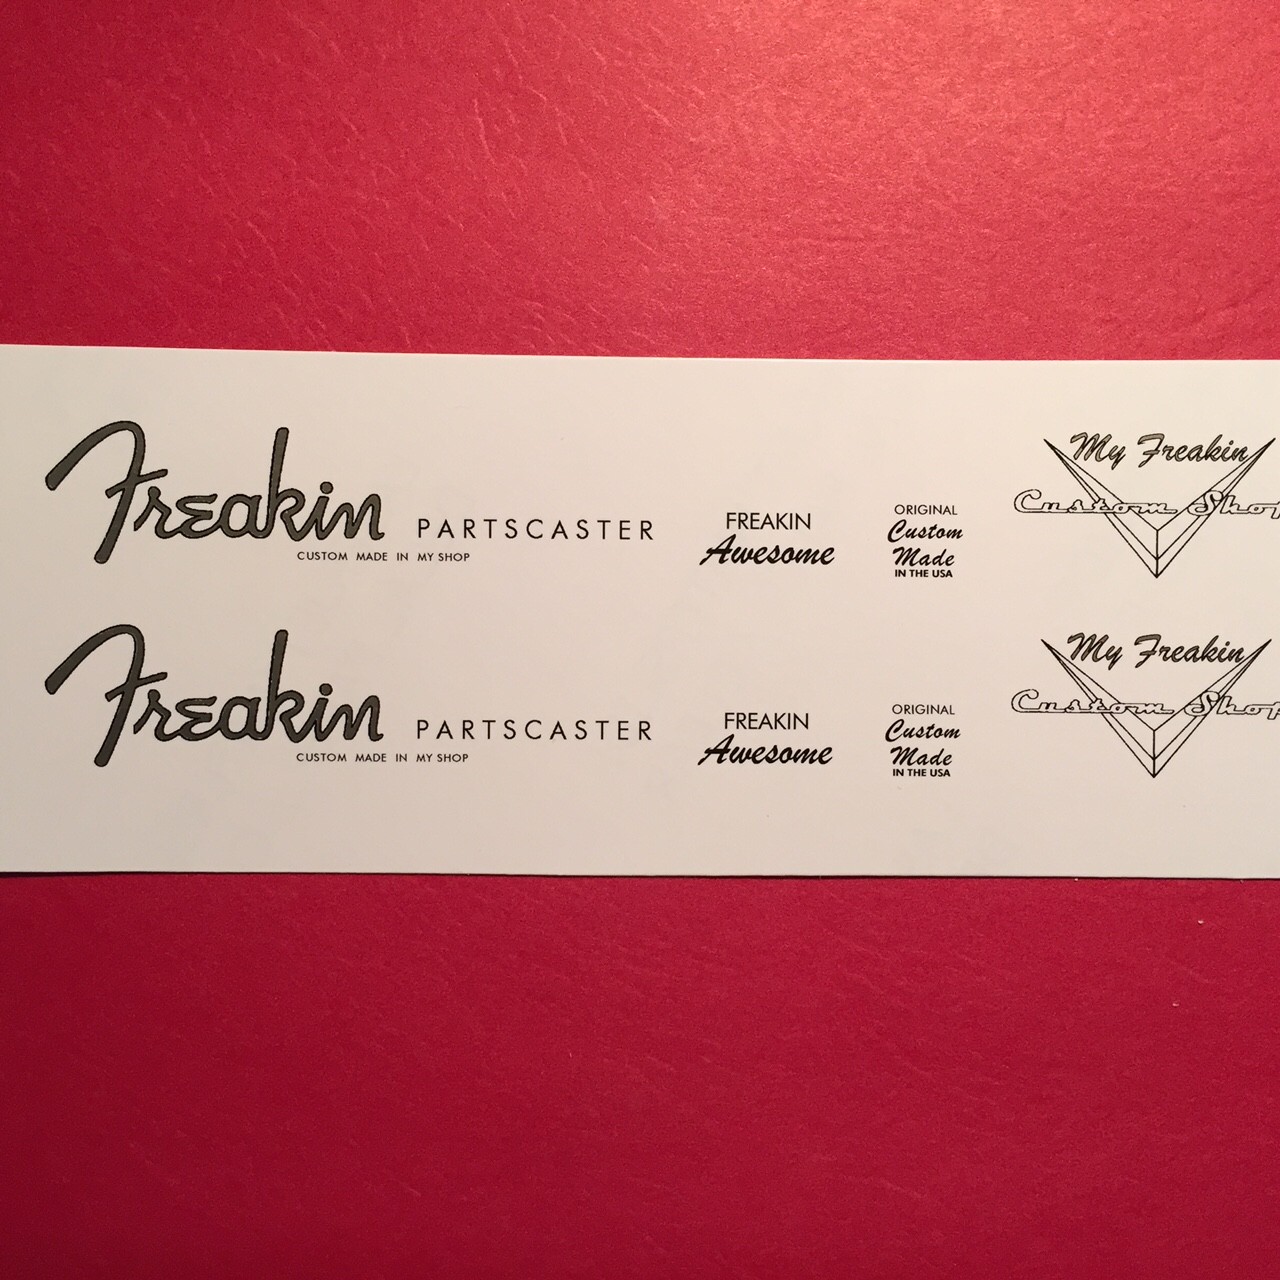 Freakin PARTSCASTER
CUSTOM MADE IN MY SHOP
FREAKIN
Awesome
ORIGINAL
Custom
Made
IN THE USA
My Freakin
Custom Shop
Freakin PARTSCASTER
CUSTOM MADE IN MY SHOP
FREAKIN
Awesome
ORIGINAL
Custom
Made
IN THE USA
My Freakin
Custom Shop